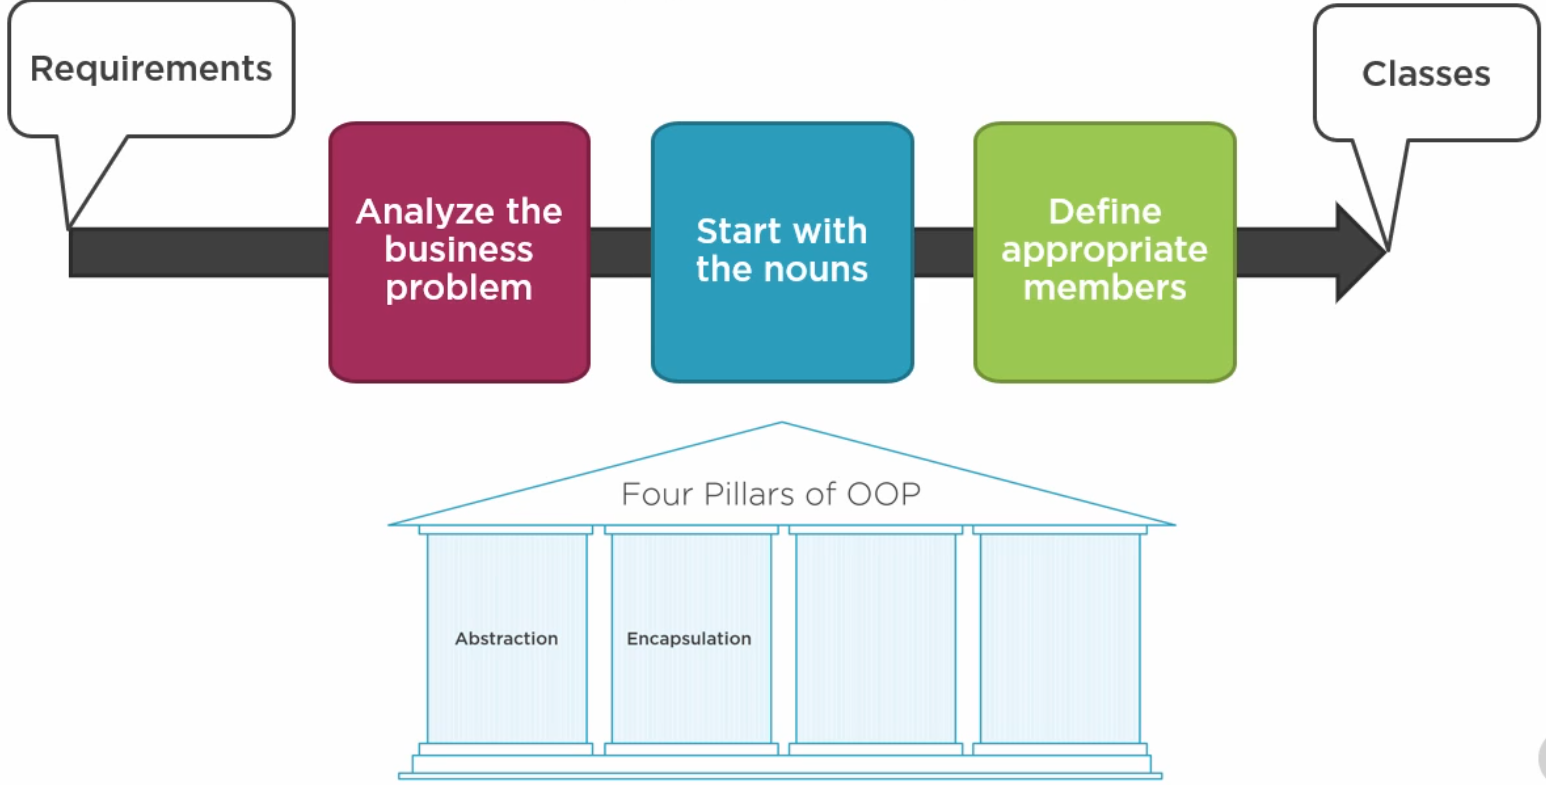 Requirements
Classes
Analyze the
business
problem
Start with
the nouns
Define
appropriate
members
Four Pillars of OOP
Abstraction
Encapsulation